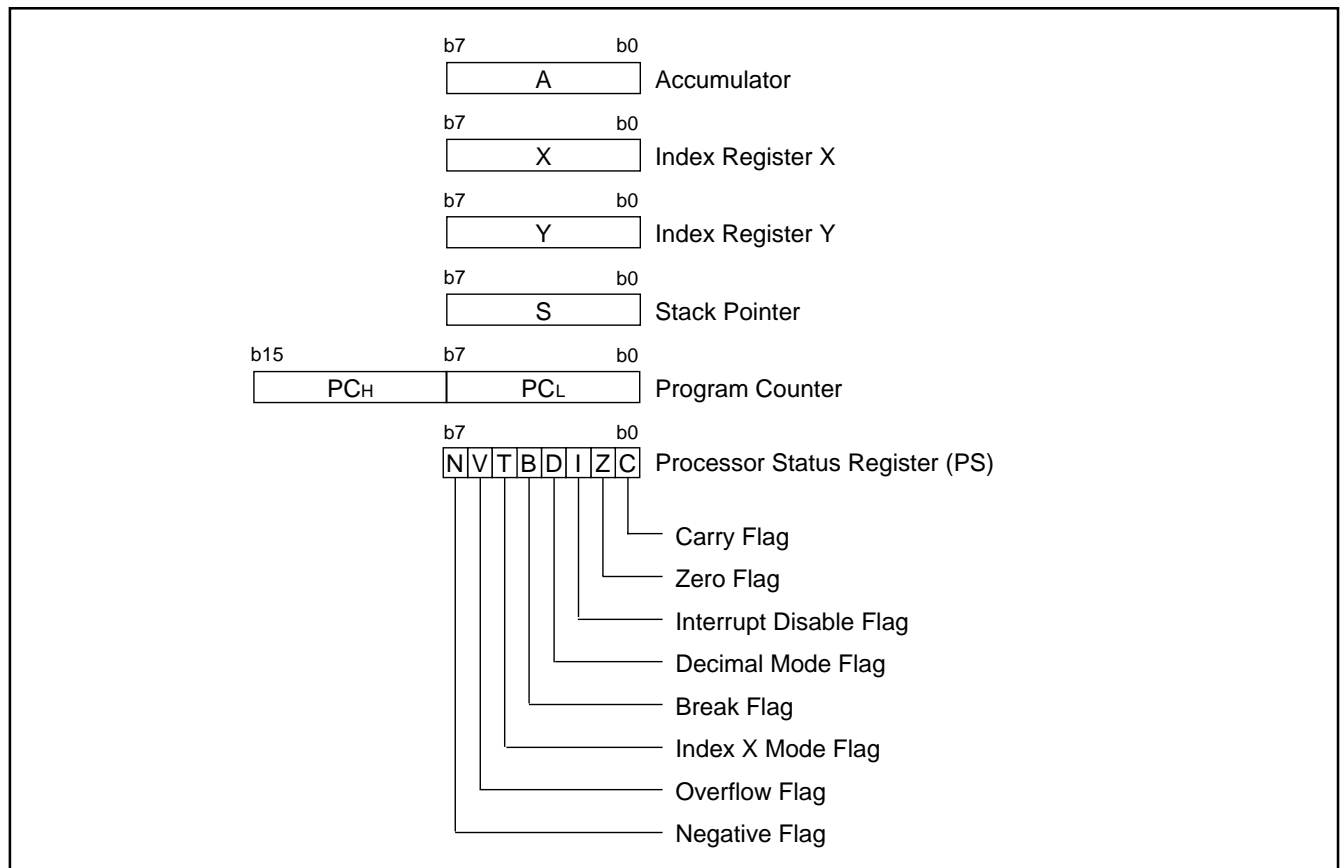 b7 b0
A Accumulator
b7 b0
X Index Register X
b7 b0
Y Index Register Y
b7 b0
S Stack Pointer
b15 b7 b0
PCH PCL Program Counter
b7 b0
N V T B D I Z C Processor Status Register (PS)
Carry Flag
Zero Flag
Interrupt Disable Flag
Decimal Mode Flag
Break Flag
Index X Mode Flag
Overflow Flag
Negative Flag